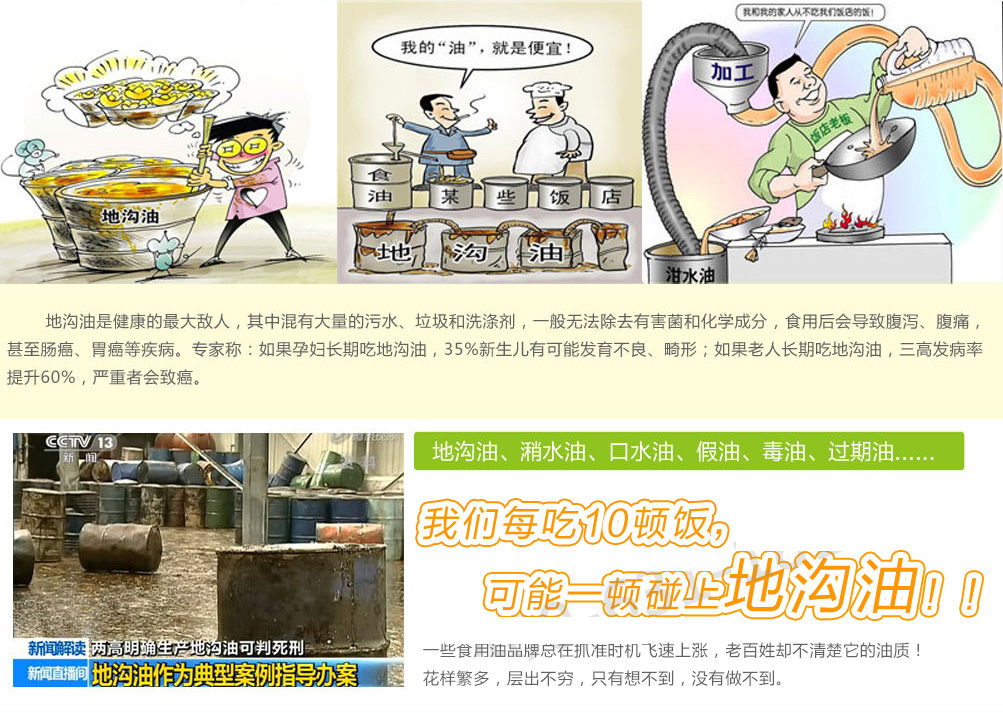 地沟油
我的“油”，就是便宜！
食
油
某
些
饭
店
地
沟
油
我和我的家人从不吃我们饭店的饭！
加工
饭店老板
泔水油
地沟油是健康的最大敌人，其中混有大量的污水、垃圾和洗涤剂，一般无法除去有害菌和化学成分，食用后会导致腹泻、腹痛，
甚至肠癌、胃癌等疾病。专家称：如果孕妇长期吃地沟油，35%新生儿有可能发育不良、畸形；如果老人长期吃地沟油，三高发病率
提升60%，严重者会致癌。
CCTV 13
新闻
新闻解读 两高明确生产地沟油可判死刑
新闻直播间 地沟油作为典型案例指导办案
地沟油、潲水油、口水油、假油、毒油、过期油......
我们每吃10顿饭，
可能一顿碰上地沟油！！
一些食用油品牌总在抓准时机飞速上涨，老百姓却不清楚它的油质！
花样繁多，层出不穷，只有想不到，没有做不到。